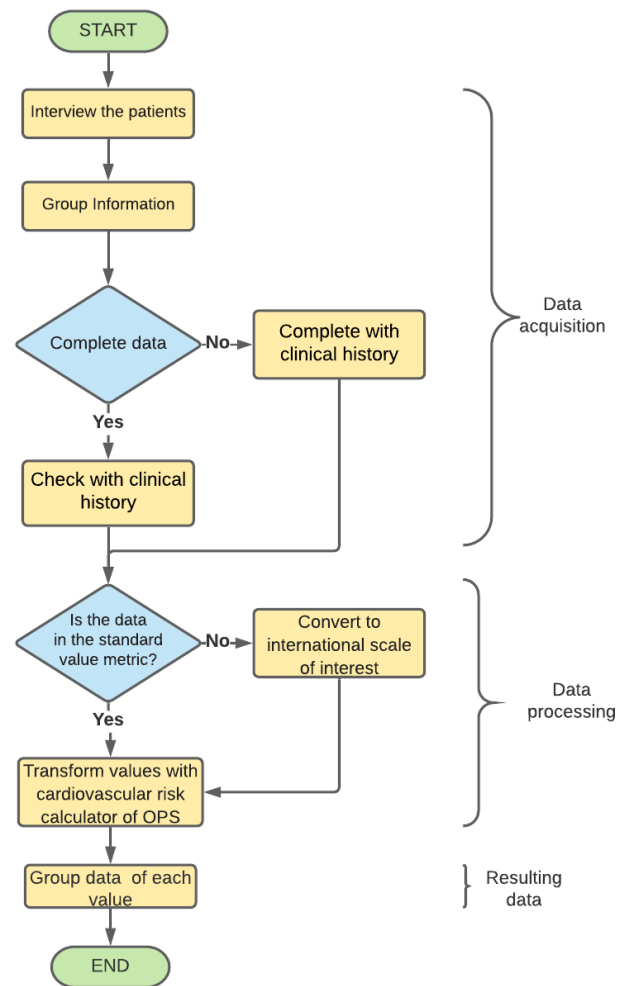 START
Interview the patients
Group Information
Complete data
No
Complete with
clinical history
Yes
Check with clinical
history
Data
acquisition
Is the data
in the standard
value metric?
No
Convert to
international scale
of interest
Yes
Transform values with
cardiovascular risk
calculator of OPS
Data
processing
Group data of each
value
Resulting
data
END